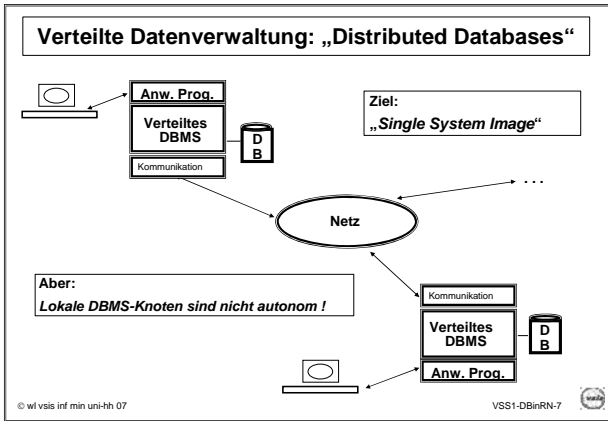 Verteilte Datenverwaltung: „Distributed Databases“
Anw. Prog.
Verteiltes
DBMS
Kommunikation
D
B
Ziel:
„Single System Image“
...
Netz
Aber:
Lokale DBMS-Knoten sind nicht autonom !
Kommunikation
Verteiltes
DBMS
Anw. Prog.
D
B
© wl vsis inf min uni-hh 07
VSS1-DBinRN-7